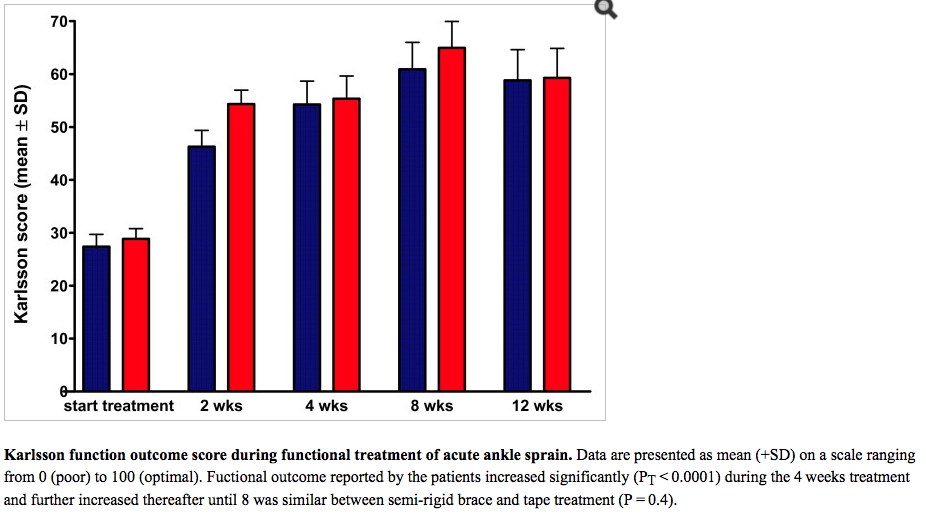 70
60
50
40
30
20
10
0
Karlsson score (mean ± SD)
start treatment 2 wks 4 wks 8 wks 12 wks
Karlsson function outcome score during functional treatment of acute ankle sprain. Data are presented as mean (+SD) on a scale ranging
from 0 (poor) to 100 (optimal). Fuctional outcome reported by the patients increased significantly (PT < 0.0001) during the 4 weeks treatment
and further increased thereafter until 8 was similar between semi-rigid brace and tape treatment (P = 0.4).